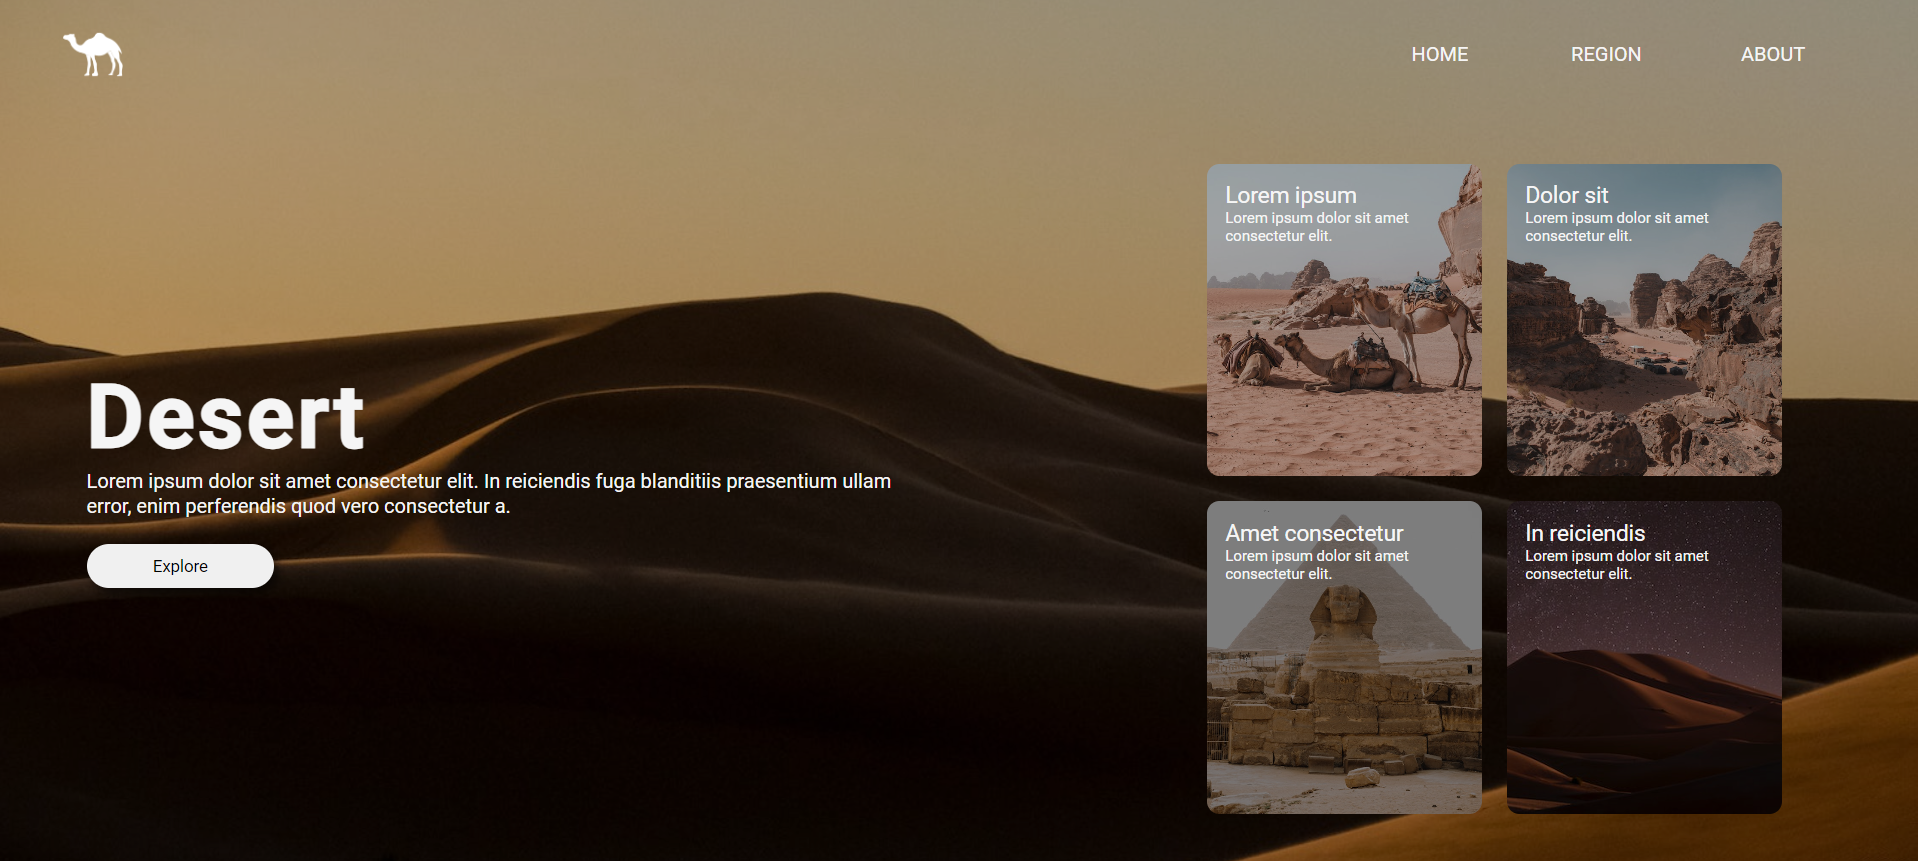 HOME
REGION
ABOUT
Desert
Lorem ipsum dolor sit amet consectetur elit. In reiciendis fuga blanditiis praesentium ullam
error, enim perferendis quod vero consectetur a.
Explore
Lorem ipsum
Lorem ipsum dolor sit amet
consectetur elit.
Dolor sit
Lorem ipsum dolor sit amet
consectetur elit.
Amet consectetur
Lorem ipsum dolor sit amet
consectetur elit.
In reiciendis
Lorem ipsum dolor sit amet
consectetur elit.